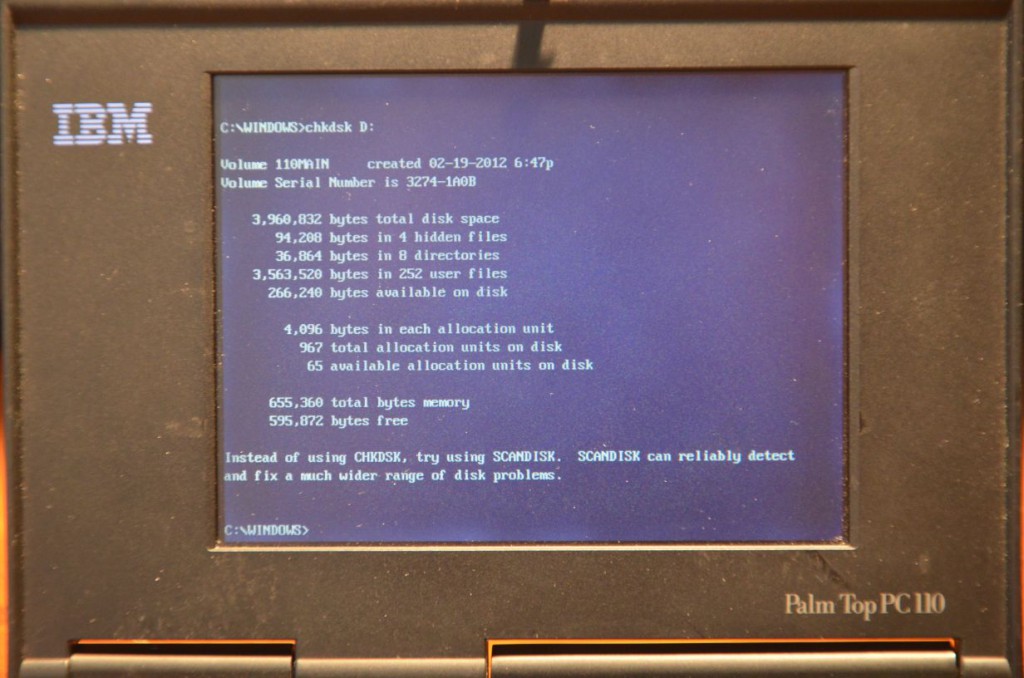 IBM
C:\WINDOWS>chkdsk D:
Volume 110MAIN     created 02-19-2012 6:47p
Volume Serial Number is 3274-1A0B
3,960,832 bytes total disk space
94,208 bytes in 4 hidden files
36,864 bytes in 8 directories
3,563,520 bytes in 252 user files
266,240 bytes available on disk
4,096 bytes in each allocation unit
967 total allocation units on disk
65 available allocation units on disk
655,360 total bytes memory
595,872 bytes free
Instead of using CHKDSK, try using SCANDISK.  SCANDISK can reliably detect
and fix a much wider range of disk problems.
C:\WINDOWS>
Palm Top PC 110